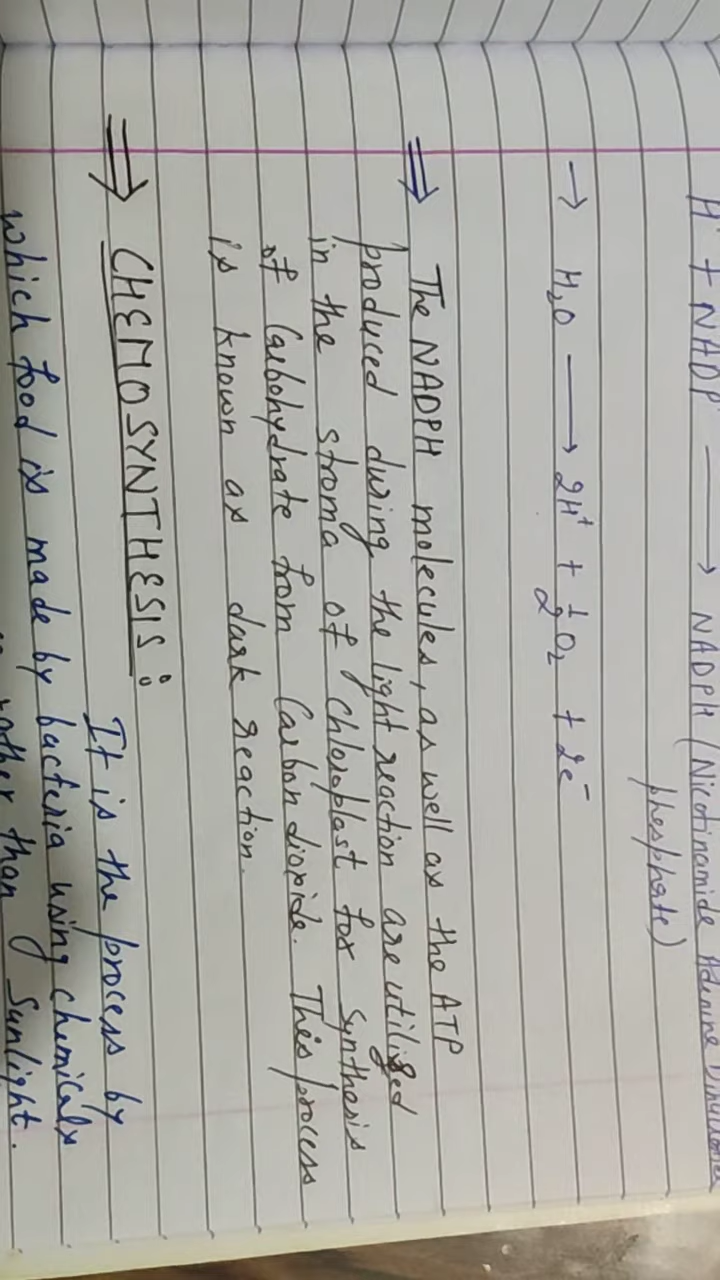 H + NADP ⟶ NADPH (Nicotinamide Adenine
phosphate)
→ H₂O ⟶ 2H⁺ + ½O₂ + 2e⁻
⇒ The NADPH molecules, as well as the ATP
produced during the light reaction are utilized
in the stroma of chloroplast for synthesis
of Carbohydrate from Carbon dioxide. This process
is known as dark reaction.
⇒ CHEMOSYNTHESIS:
It is the process by
which food is made by bacteria using chemicals
other than sunlight.